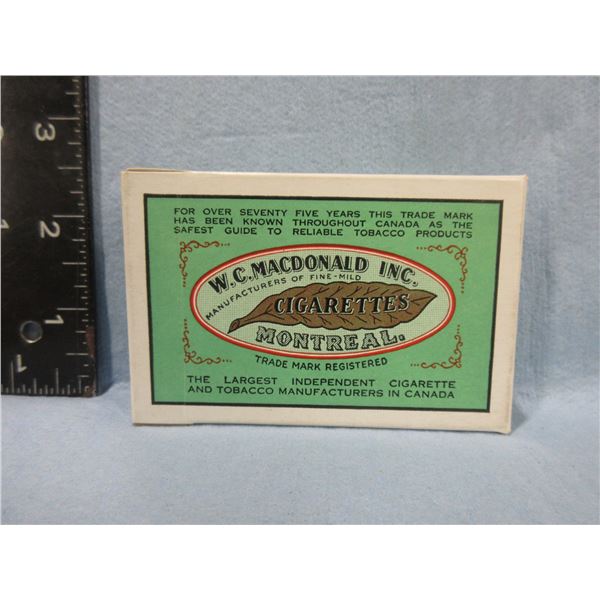 FOR OVER SEVENTY FIVE YEARS THIS TRADE MARK
HAS BEEN KNOWN THROUGHOUT CANADA AS THE
SAFEST GUIDE TO RELIABLE TOBACCO PRODUCTS
W.C. MACDONALD INC,
MANUFACTURERS OF FINE-MILD
CIGARETTES
MONTREAL.
TRADE MARK REGISTERED
THE LARGEST INDEPENDENT CIGARETTE
AND TOBACCO MANUFACTURERS IN CANADA
3
2
1
1